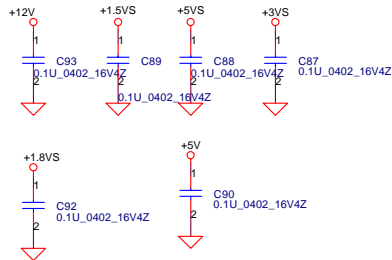 +12V +1.5VS +5VS +3VS
1 1 1 1
C93 C89 C88 C87
0.1U_0402_16V4Z 0.1U_0402_16V4Z 0.1U_0402_16V4Z
2 2 2 2
0.1U_0402_16V4Z
+1.8VS +5V
1 1
C92 C90
0.1U_0402_16V4Z 0.1U_0402_16V4Z
2 2